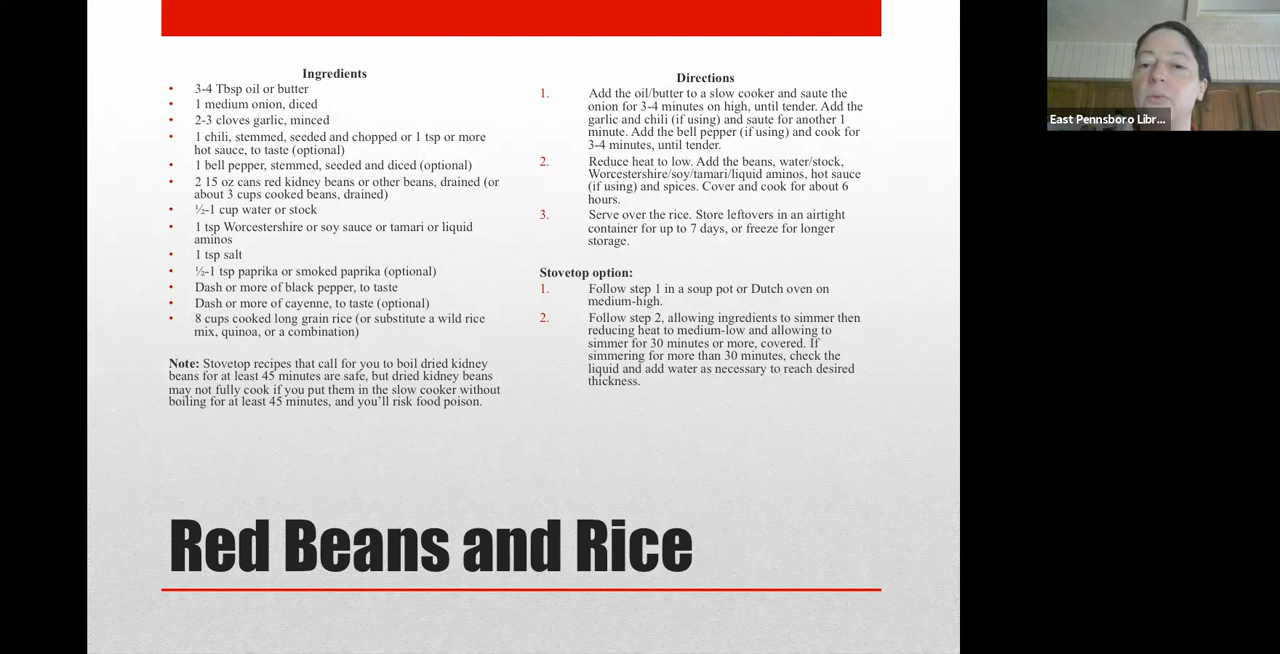 Ingredients
• 3-4 Tbsp oil or butter
• 1 medium onion, diced
• 2-3 cloves garlic, minced
• 1 chili, stemmed, seeded and chopped or 1 tsp or more
hot sauce, to taste (optional)
• 1 bell pepper, stemmed, seeded and diced (optional)
• 2 15 oz cans red kidney beans or other beans, drained (or
about 3 cups cooked beans, drained)
• ½-1 cup water or stock
• 1 tsp Worcestershire or soy sauce or tamari or liquid
aminos
• 1 tsp salt
• ½-1 tsp paprika or smoked paprika (optional)
• Dash or more of black pepper, to taste
• Dash or more of cayenne, to taste (optional)
• 8 cups cooked long grain rice (or substitute a wild rice
mix, quinoa, or a combination)
Note: Stovetop recipes that call for you to boil dried kidney
beans for at least 45 minutes are safe, but dried kidney beans
may not fully cook if you put them in the slow cooker without
boiling for at least 45 minutes, and you’ll risk food poison.
Directions
1. Add the oil/butter to a slow cooker and saute the
onion for 3-4 minutes on high, until tender. Add the
garlic and chili (if using) and saute for another 1
minute. Add the bell pepper (if using) and cook for
3-4 minutes, until tender.
2. Reduce heat to low. Add the beans, water/stock,
Worcestershire/soy/tamari/liquid aminos, hot sauce
(if using) and spices. Cover and cook for about 6
hours.
3. Serve over the rice. Store leftovers in an airtight
container for up to 7 days, or freeze for longer
storage.
Stovetop option:
1. Follow step 1 in a soup pot or Dutch oven on
medium-high.
2. Follow step 2, allowing ingredients to simmer then
reducing heat to medium-low and allowing to
simmer for 30 minutes or more, covered. If
simmering for more than 30 minutes, check the
liquid and add water as necessary to reach desired
thickness.
Red Beans and Rice
East Pennsboro Libr...